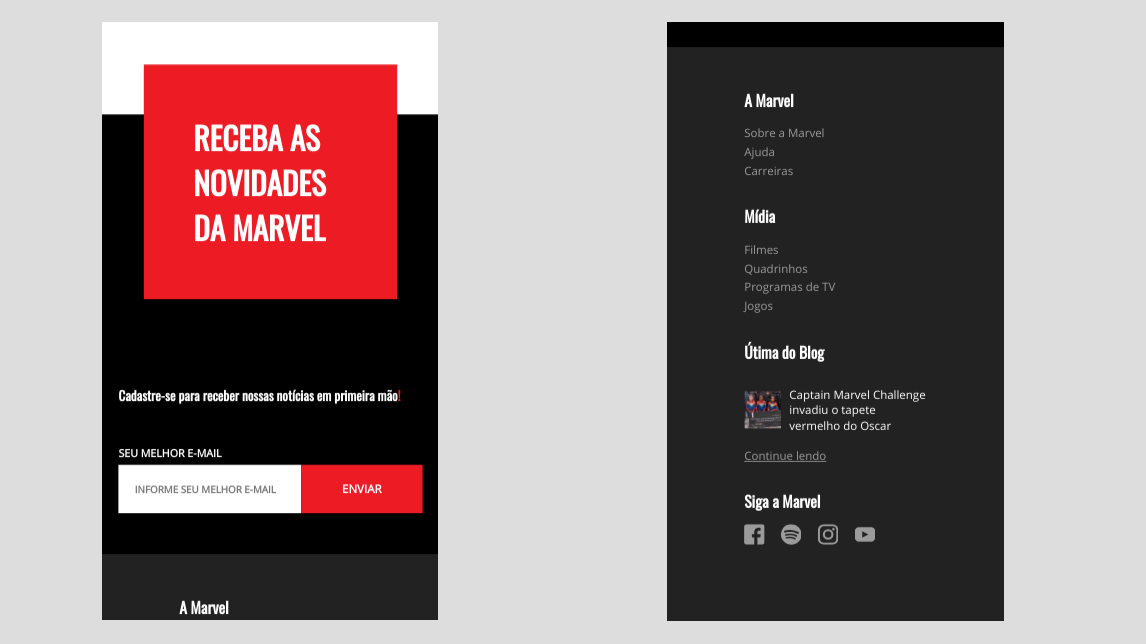 RECEBA AS
NOVIDADES
DA MARVEL
Cadastre-se para receber nossas notícias em primeira mão!
SEU MELHOR E-MAIL
INFORME SEU MELHOR E-MAIL
ENVIAR
A Marvel
A Marvel
Sobre a Marvel
Ajuda
Carreiras
Mídia
Filmes
Quadrinhos
Programas de TV
Jogos
Útima do Blog
Captain Marvel Challenge
invadiu o tapete
vermelho do Oscar
Continue lendo
Siga a Marvel